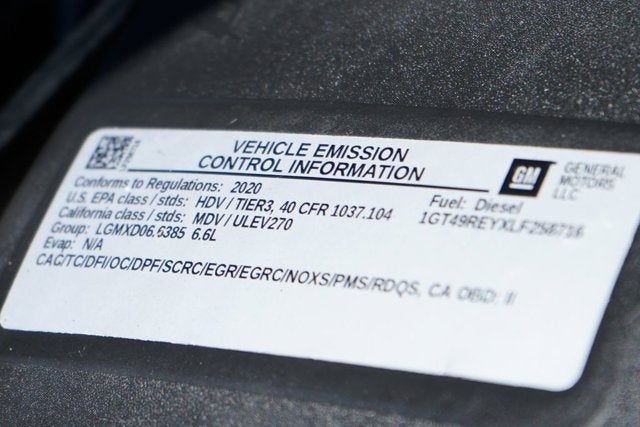 VEHICLE EMISSION
CONTROL INFORMATION
GM
GENERAL
MOTORS
LLC
Conforms to Regulations: 2020
U.S. EPA class / stds: HDV / TIER3, 40 CFR 1037.104
California class / stds: MDV / ULEV270
Group: LGMXD06.6385 6.6L
Evap: N/A
Fuel: Diesel
CAC/TC/DFI/OC/DPF/SCRC/EGR/EGRC/NOXS/PMS/RDQS, CA OBD: II